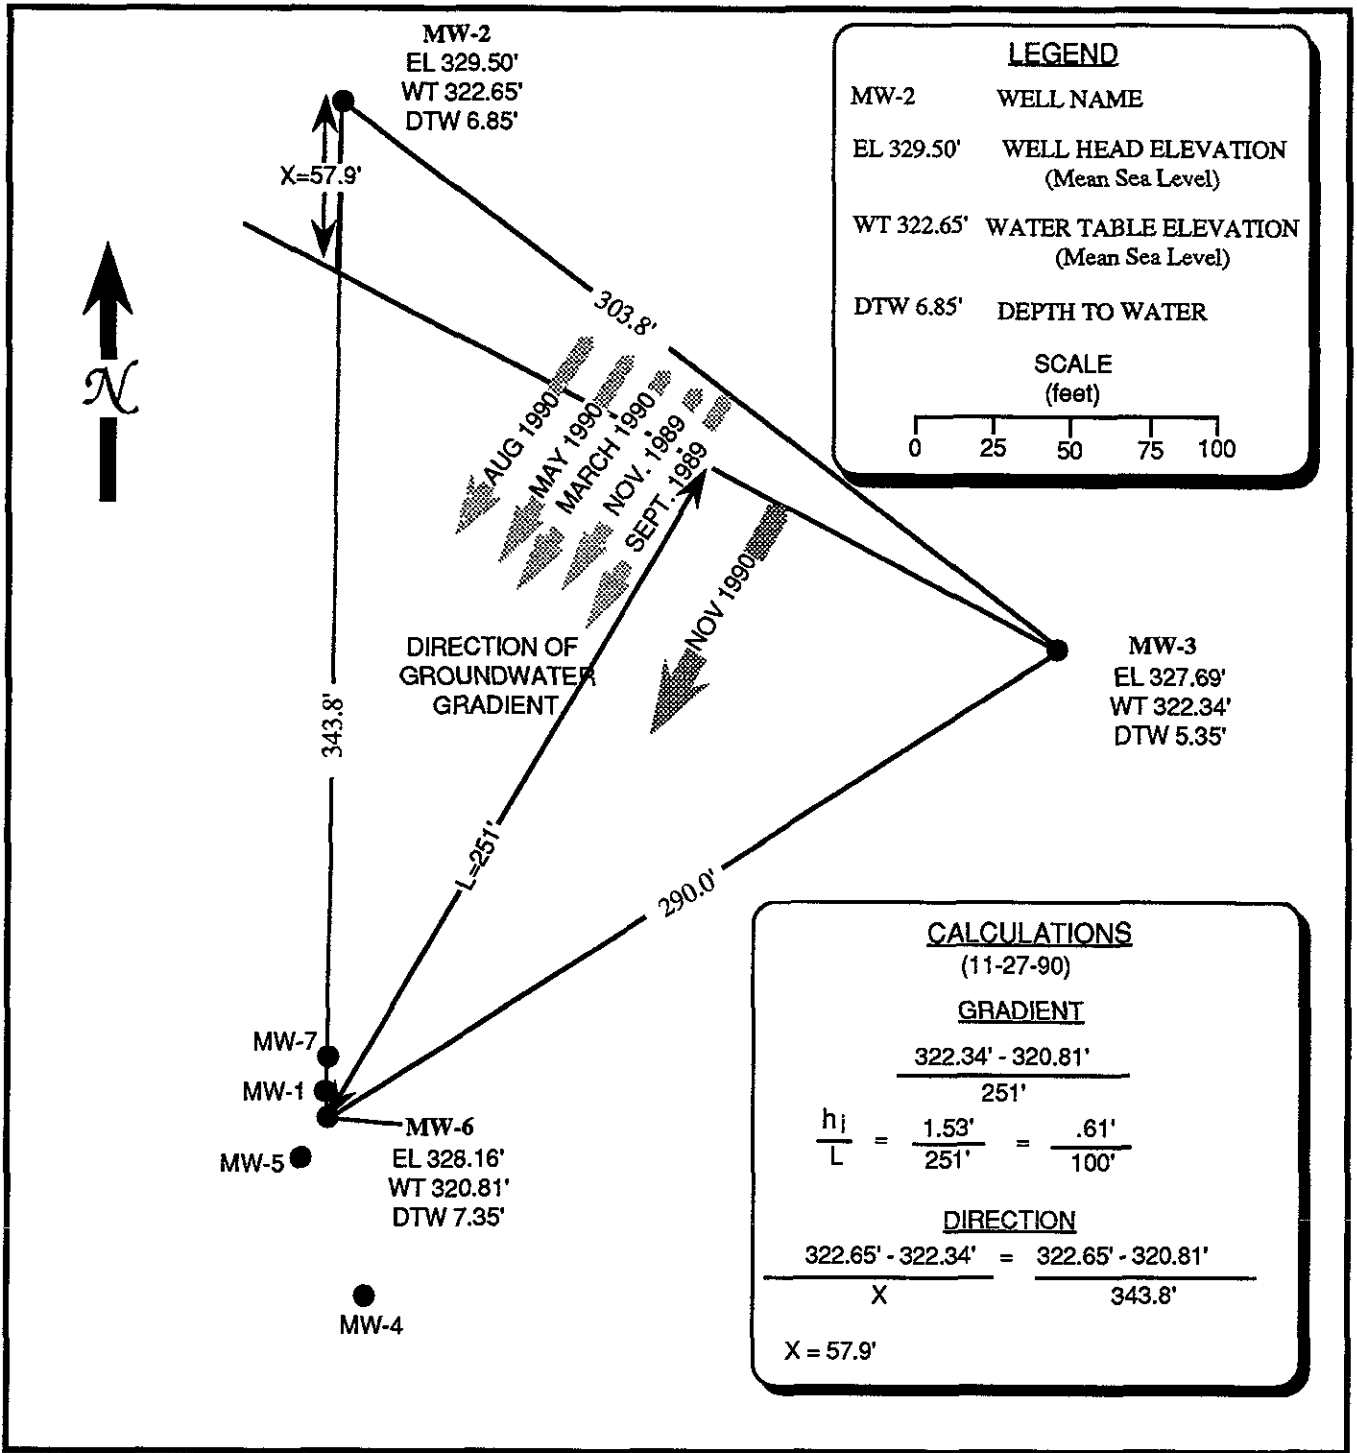 MW-2
EL 329.50'
WT 322.65'
DTW 6.85'
X=57.9'
N
303.8'
AUG 1990
MAY 1990
MARCH 1990
NOV. 1989
SEPT. 1989
NOV 1990
DIRECTION OF
GROUNDWATER
GRADIENT
343.8'
L=251'
290.0'
MW-3
EL 327.69'
WT 322.34'
DTW 5.35'
MW-7
MW-1
MW-6
EL 328.16'
WT 320.81'
DTW 7.35'
MW-5
MW-4
LEGEND
MW-2 WELL NAME
EL 329.50' WELL HEAD ELEVATION
(Mean Sea Level)
WT 322.65' WATER TABLE ELEVATION
(Mean Sea Level)
DTW 6.85' DEPTH TO WATER
SCALE
(feet)
0 25 50 75 100
CALCULATIONS
(11-27-90)
GRADIENT
322.34' - 320.81'
251'
hi = 1.53' = .61'
L 251' 100'
DIRECTION
322.65' - 322.34' = 322.65' - 320.81'
X 343.8'
X = 57.9'